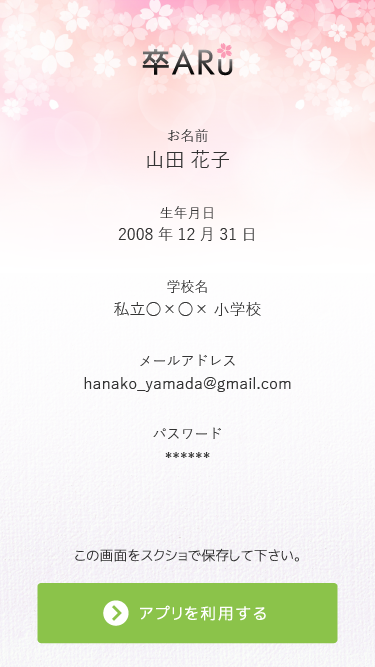 卒ARu
お名前
山田 花子
生年月日
2008 年 12 月 31 日
学校名
私立〇×〇× 小学校
メールアドレス
hanako_yamada@gmail.com
パスワード
******
この画面をスクショで保存して下さい。
アプリを利用する